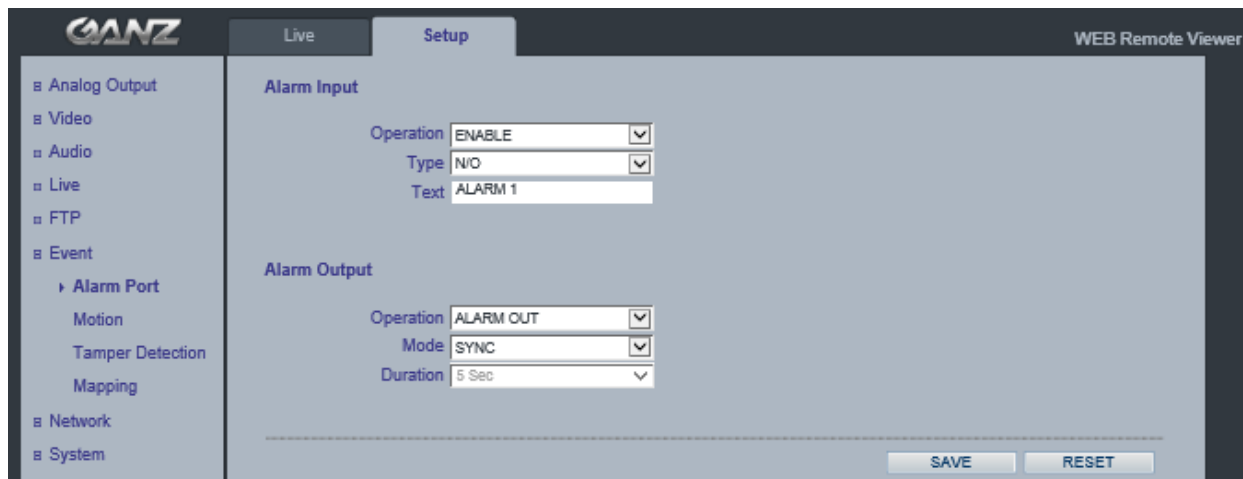 GANZ
Live
Setup
WEB Remote Viewer
Analog Output
Video
Audio
Live
FTP
Event
Alarm Port
Motion
Tamper Detection
Mapping
Network
System
Alarm Input
Operation ENABLE
Type N/O
Text ALARM 1
Alarm Output
Operation ALARM OUT
Mode SYNC
Duration 5 Sec
SAVE RESET